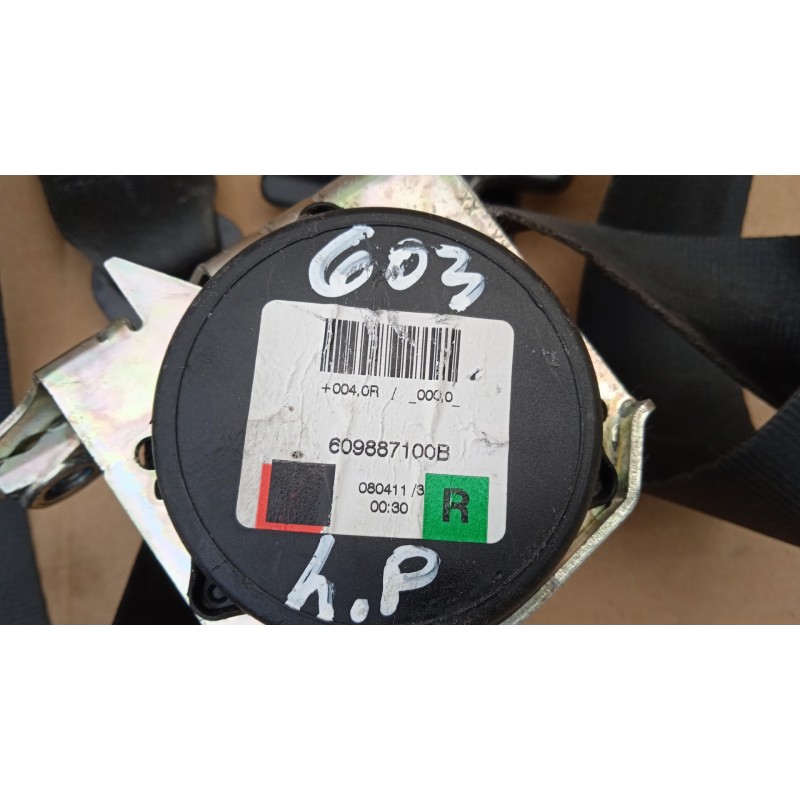 603
+004,0R / _000,0_
609887100B
080411 /3
00:30
R
h.P